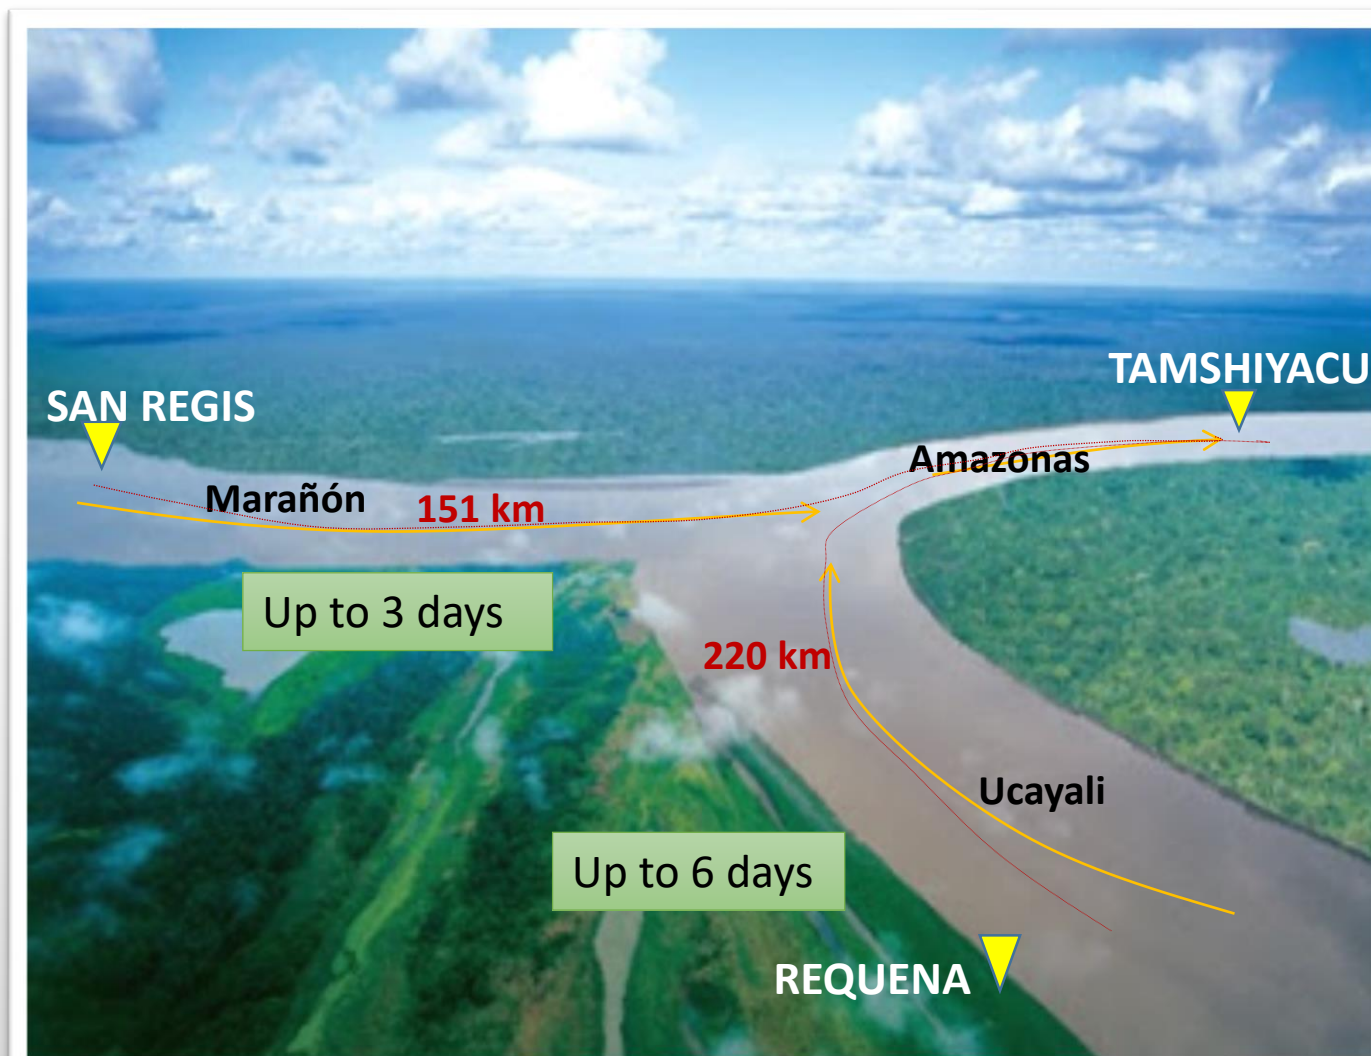 TAMSHIYACU
SAN REGIS
Amazonas
Marañón
151 km
Up to 3 days
220 km
Ucayali
Up to 6 days
REQUENA